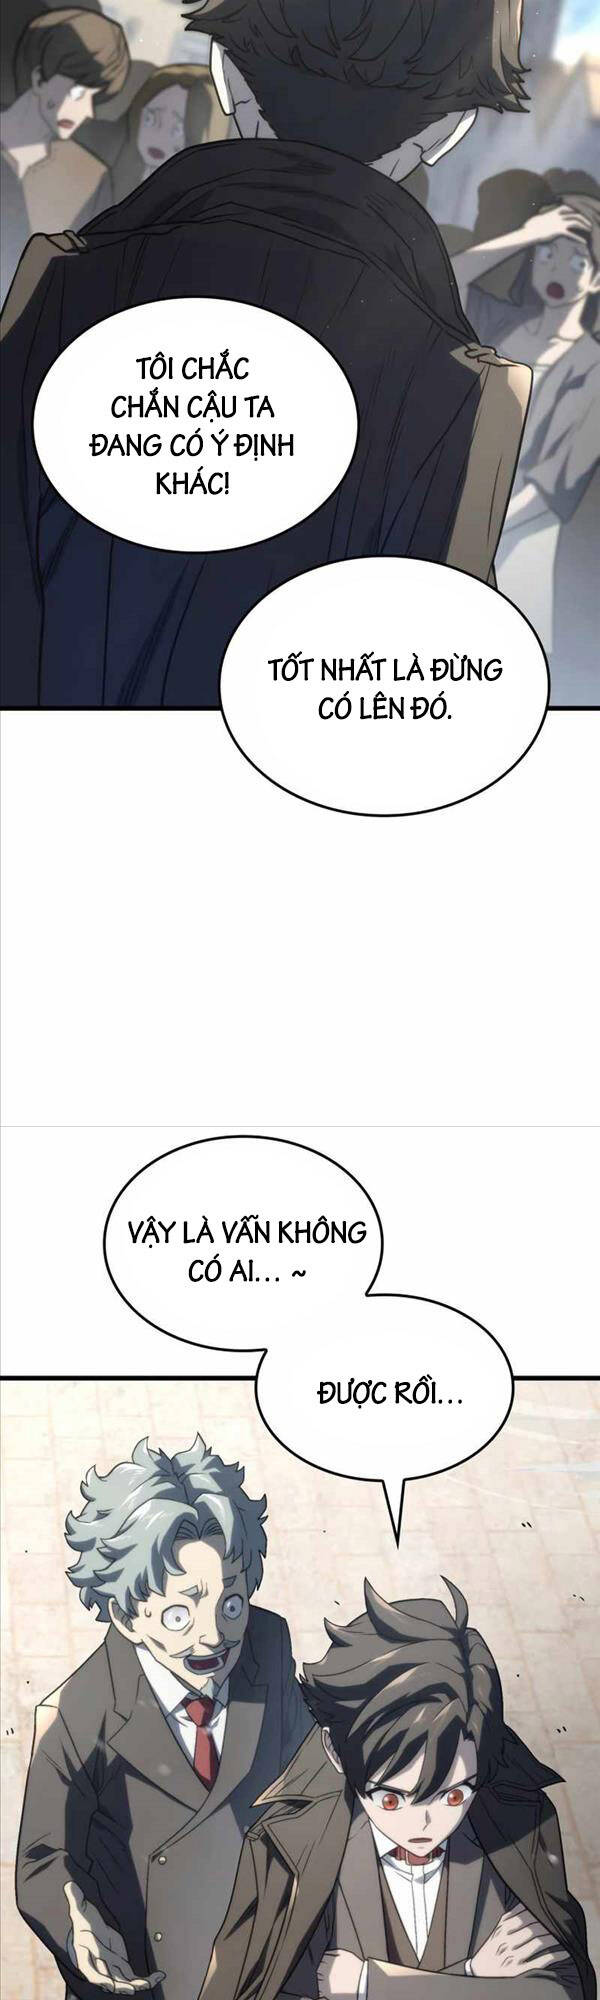 TÔI CHẮC
CHẮN CẬU TA
ĐANG CÓ Ý ĐỊNH
KHÁC!
TỐT NHẤT LÀ ĐỪNG
CÓ LÊN ĐÓ.
VẬY LÀ VẪN KHÔNG
CÓ AI... ~
ĐƯỢC RỒI...